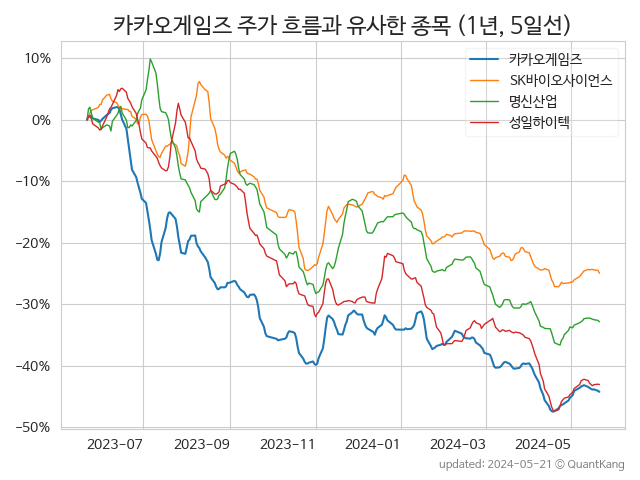 카카오게임즈 주가 흐름과 유사한 종목 (1년, 5일선)
카카오게임즈
SK바이오사이언스
명신산업
성일하이텍
10%
0%
−10%
−20%
−30%
−40%
−50%
2023-07 2023-09 2023-11 2024-01 2024-03 2024-05
updated: 2024-05-21 © QuantKang